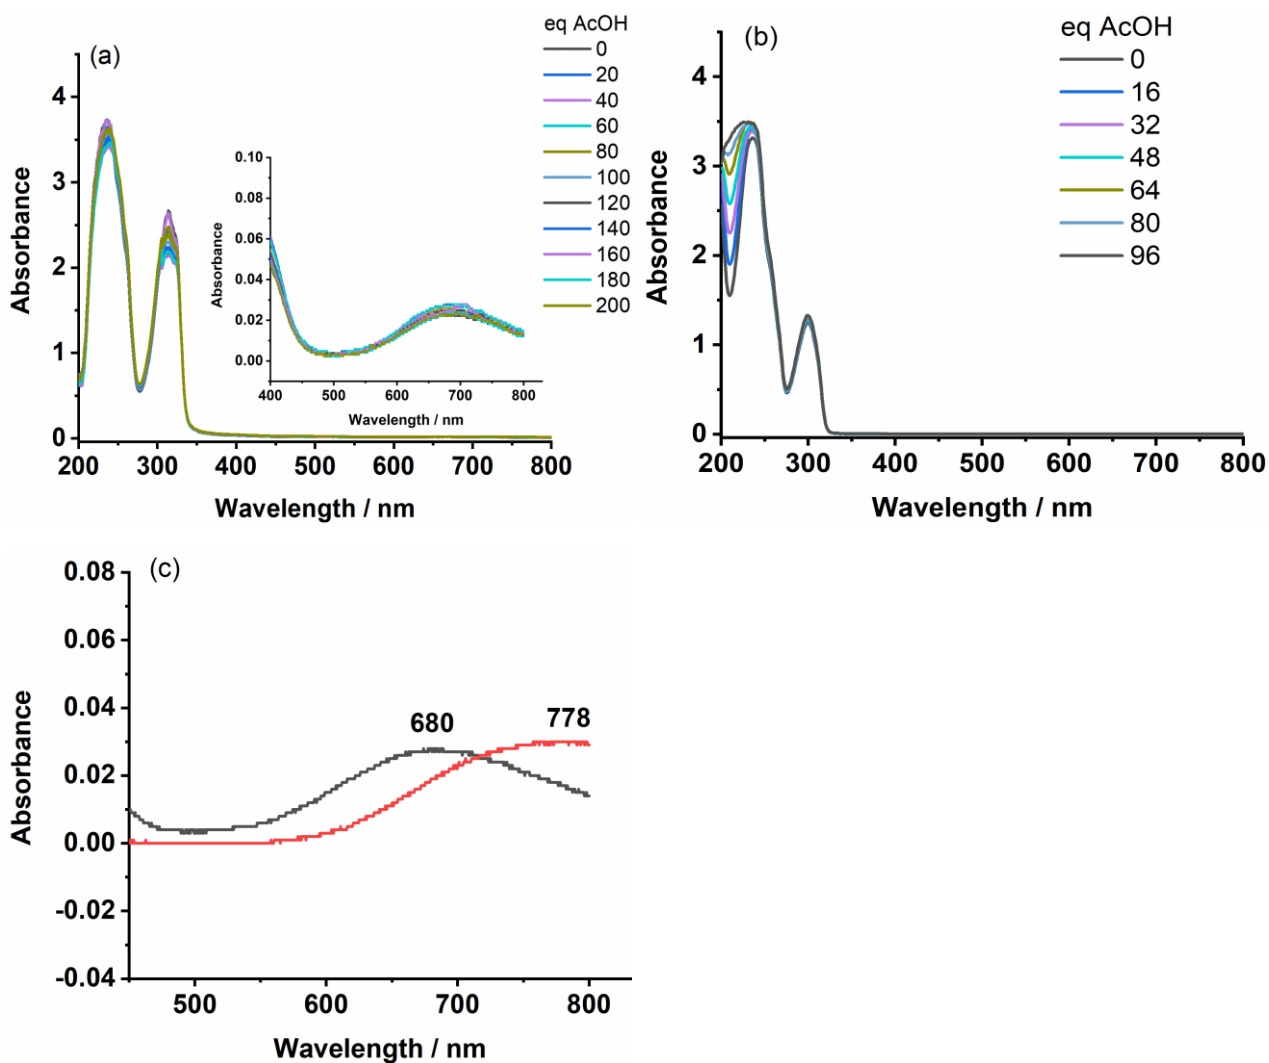 (a)
eq AcOH
0
20
40
60
80
100
120
140
160
180
200
4
3
2
1
0
Absorbance
200 300 400 500 600 700 800
Wavelength / nm
0.10
0.08
0.06
0.04
0.02
0.00
Absorbance
400 500 600 700 800
Wavelength / nm
(b)
eq AcOH
0
16
32
48
64
80
96
4
3
2
1
0
Absorbance
200 300 400 500 600 700 800
Wavelength / nm
(c)
0.08
0.06
0.04
0.02
0.00
-0.02
-0.04
Absorbance
680 778
500 600 700 800
Wavelength / nm